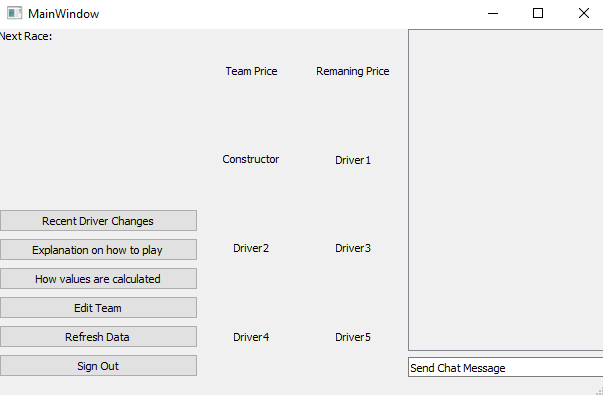 MainWindow
Next Race:
Team Price
Remaning Price
Constructor
Driver1
Recent Driver Changes
Explanation on how to play
Driver2
Driver3
How values are calculated
Edit Team
Refresh Data
Driver4
Driver5
Sign Out
Send Chat Message